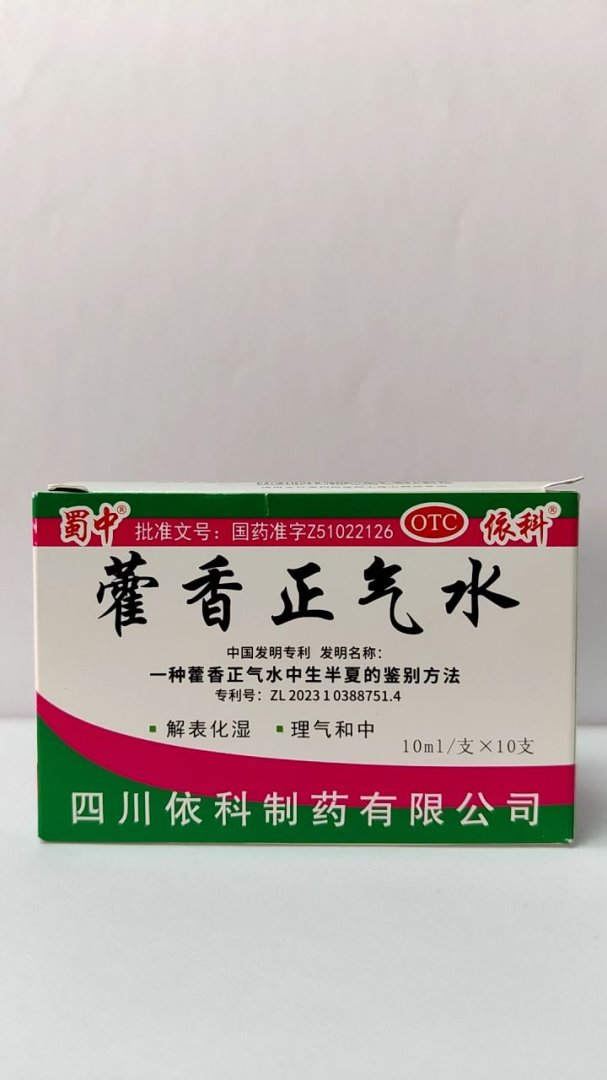 蜀中® 批准文号：国药准字Z51022126 OTC 依科®
藿香正气水
中国发明专利 发明名称：
一种藿香正气水中生半夏的鉴别方法
专利号：ZL 2023 1 0388751.4
▪ 解表化湿 ▪ 理气和中
10ml/支×10支
四川依科制药有限公司